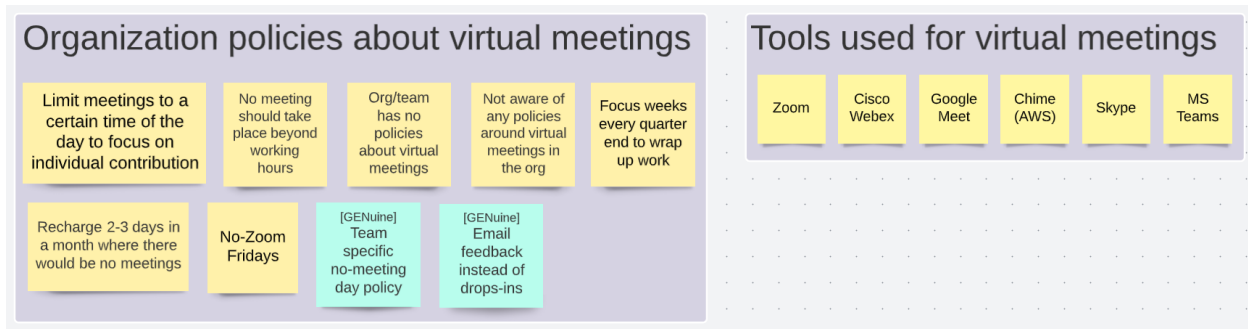 Organization policies about virtual meetings
Limit meetings to a
certain time of the
day to focus on
individual contribution
No meeting
should take
place beyond
working
hours
Org/team
has no
policies
about virtual
meetings
Not aware of
any policies
around virtual
meetings in
the org
Focus weeks
every quarter
end to wrap
up work
Recharge 2-3 days in
a month where there
would be no meetings
No-Zoom
Fridays
[GENuine]
Team
specific
no-meeting
day policy
[GENuine]
Email
feedback
instead of
drops-ins
Tools used for virtual meetings
Zoom
Cisco
Webex
Google
Meet
Chime
(AWS)
Skype
MS
Teams